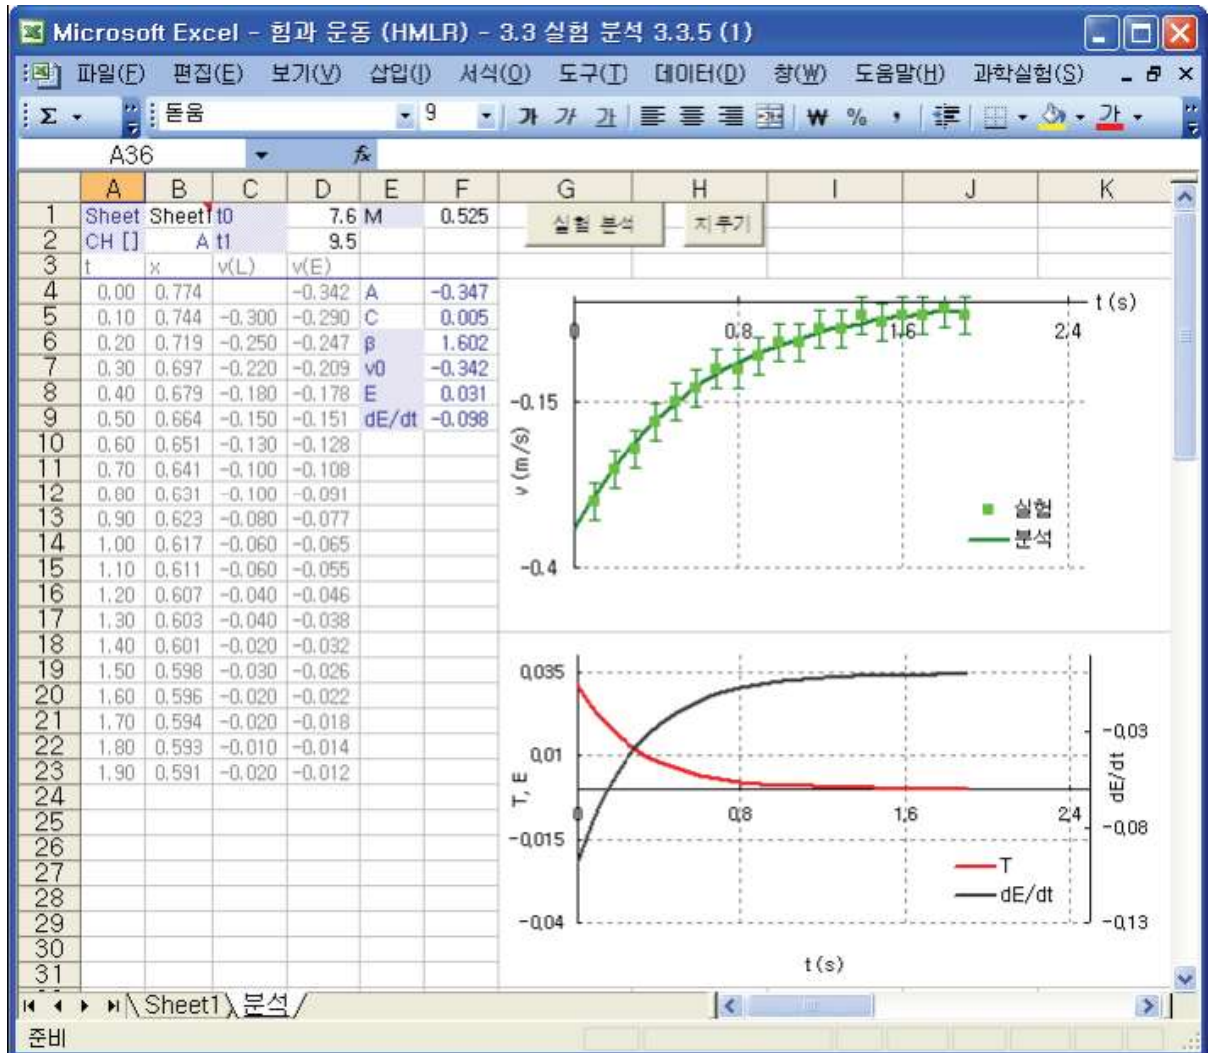 Microsoft Excel - 힘과 운동 (HMLR) - 3.3 실험 분석 3.3.5 (1)
파일(F) 편집(E) 보기(V) 삽입(I) 서식(O) 도구(T) 데이터(D) 창(W) 도움말(H) 과학실험(S)
Σ 돋움 9 가 가 가 ₩ % , 가
A36 fx
A B C D E F G H I J K
1 Sheet Sheet1 t0 7.6 M 0.525 실험 분석 지우기
2 CH [] A t1 9.5
3 t x v(L) v(E)
4 0.00 0.774 -0.342 A -0.347
5 0.10 0.744 -0.300 -0.290 C 0.005
6 0.20 0.719 -0.250 -0.247 β 1.602
7 0.30 0.697 -0.220 -0.209 v0 -0.342
8 0.40 0.679 -0.180 -0.178 E 0.031
9 0.50 0.664 -0.150 -0.151 dE/dt -0.098
10 0.60 0.651 -0.130 -0.128
11 0.70 0.641 -0.100 -0.108
12 0.80 0.631 -0.100 -0.091
13 0.90 0.623 -0.080 -0.077
14 1.00 0.617 -0.060 -0.065
15 1.10 0.611 -0.060 -0.055
16 1.20 0.607 -0.040 -0.046
17 1.30 0.603 -0.040 -0.038
18 1.40 0.601 -0.020 -0.032
19 1.50 0.598 -0.030 -0.026
20 1.60 0.596 -0.020 -0.022
21 1.70 0.594 -0.020 -0.018
22 1.80 0.593 -0.010 -0.014
23 1.90 0.591 -0.020 -0.012
24
25
26
27
28
29
30
31
t(s)
0 0.8 1.6 2.4
-0.15
v (m/s)
실험
분석
-0.4
0.035
-0.03
0.01
T, E
dE/dt
0 0.8 1.6 2.4
-0.015
-0.08
T
dE/dt
-0.04
-0.13
t(s)
Sheet1 분석
준비